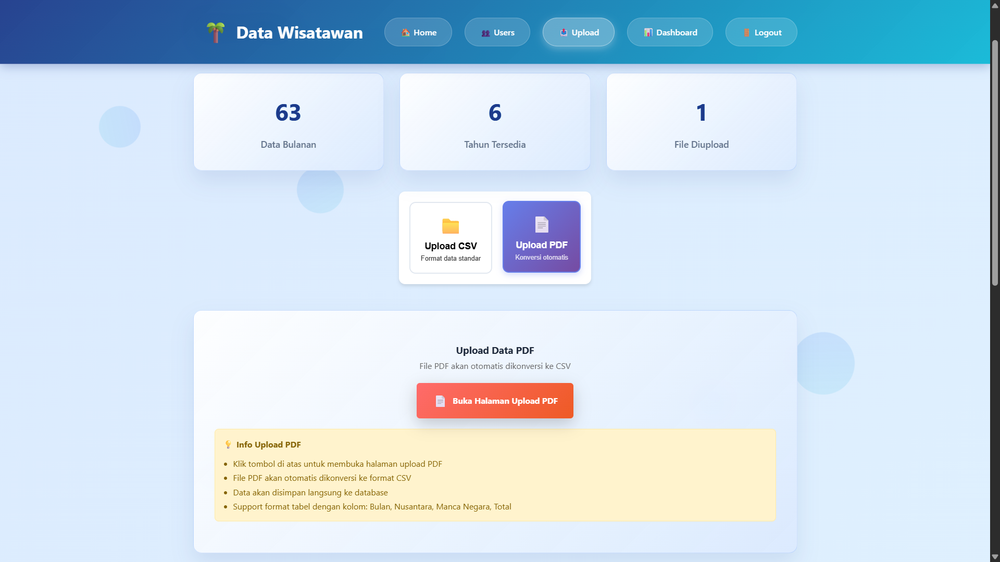 Data Wisatawan
Home
Users
Upload
Dashboard
Logout
63
Data Bulanan
6
Tahun Tersedia
1
File Diupload
Upload CSV
Format data standar
Upload PDF
Konversi otomatis
Upload Data PDF
File PDF akan otomatis dikonversi ke CSV
Buka Halaman Upload PDF
Info Upload PDF
Klik tombol di atas untuk membuka halaman upload PDF
File PDF akan otomatis dikonversi ke format CSV
Data akan disimpan langsung ke database
Support format tabel dengan kolom: Bulan, Nusantara, Manca Negara, Total